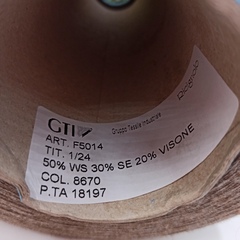 GTI Gruppo Tessile Industriale
ART. F5014
TIT. 1/24
50% WS 30% SE 20% VISONE
COL. 8670
P.TA 18197